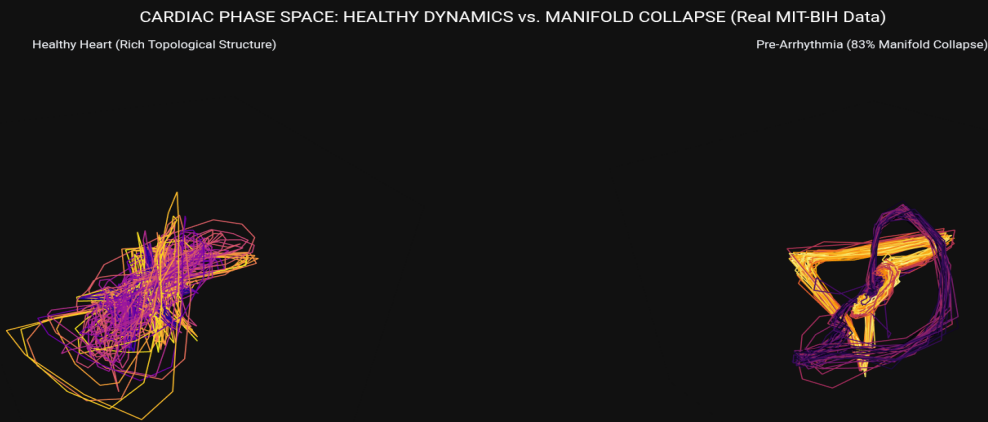 CARDIAC PHASE SPACE: HEALTHY DYNAMICS vs. MANIFOLD COLLAPSE (Real MIT-BIH Data)
Healthy Heart (Rich Topological Structure)
Pre-Arrhythmia (83% Manifold Collapse)